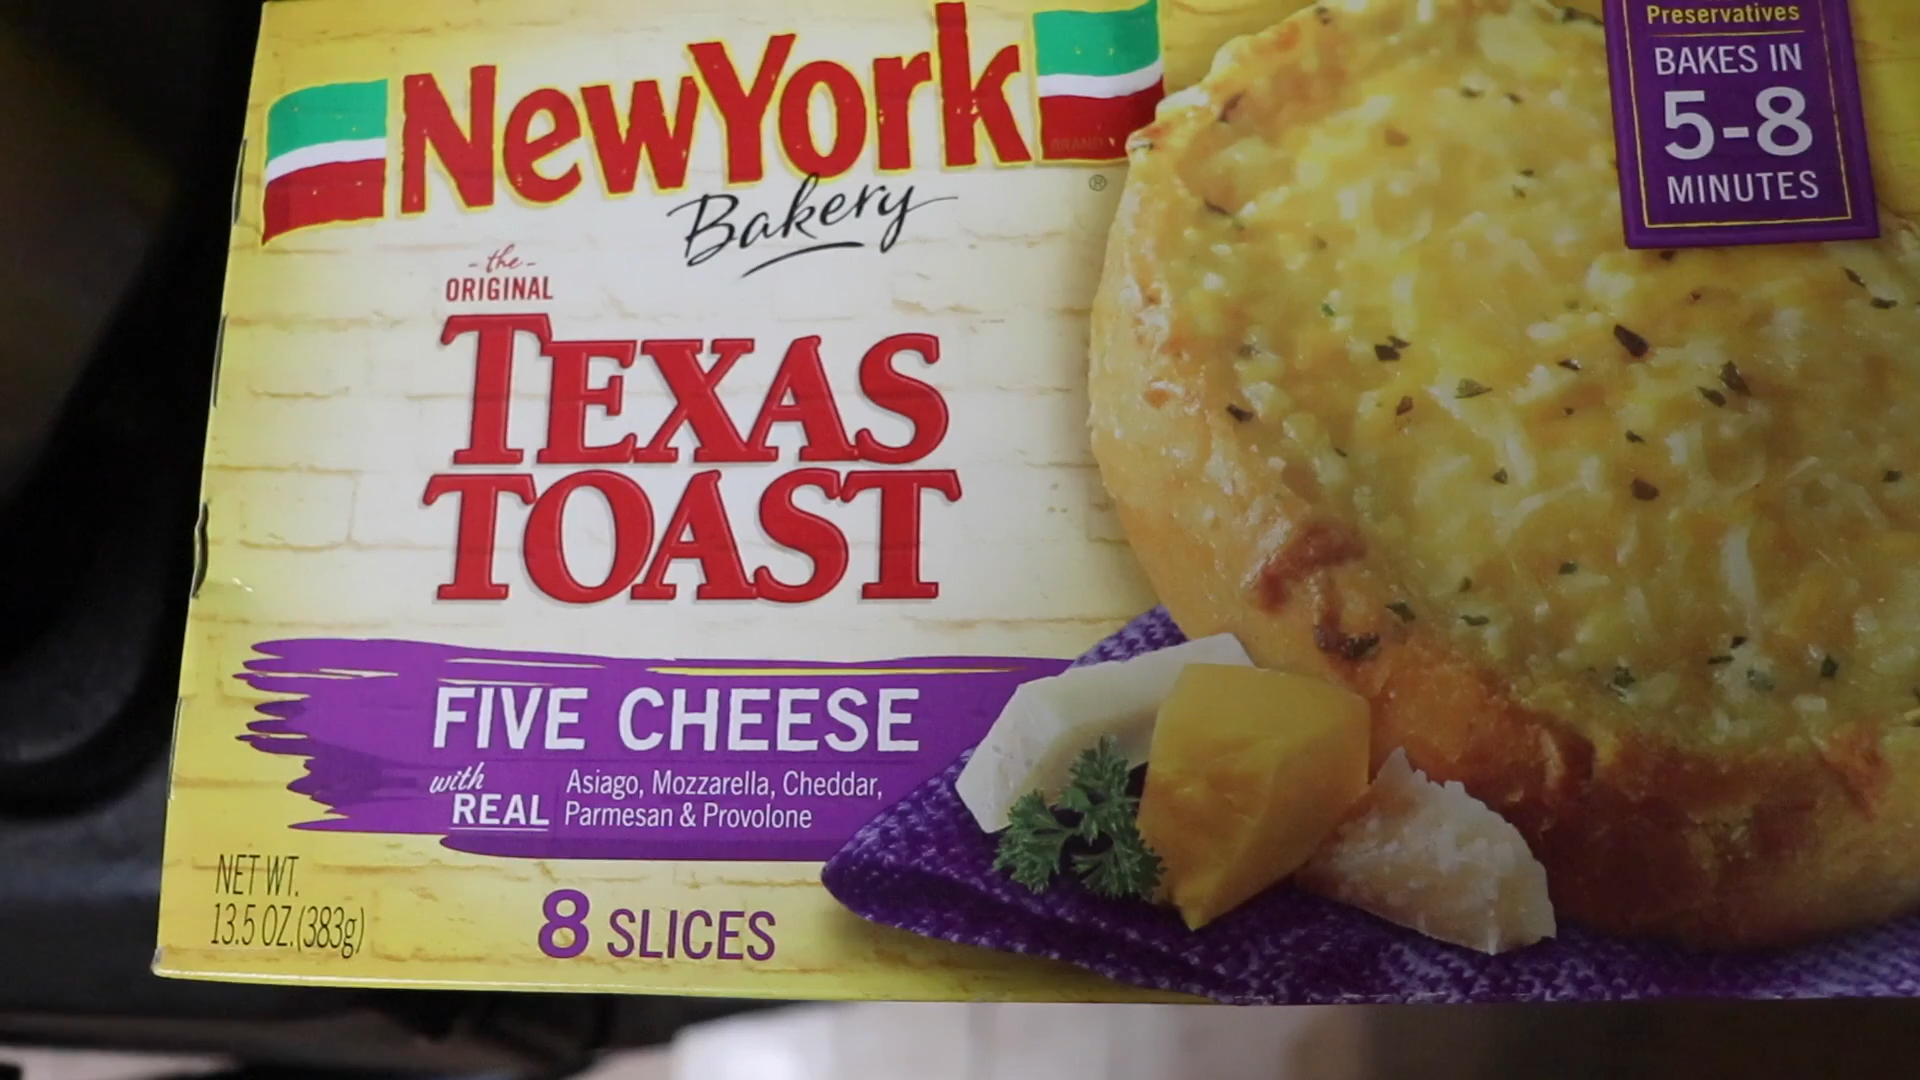 NewYork
BRAND
Bakery
®
- the -
ORIGINAL
TEXAS
TOAST
FIVE CHEESE
with REAL
Asiago, Mozzarella, Cheddar,
Parmesan & Provolone
NET WT.
13.5 OZ.(383g)
8 SLICES
Preservatives
BAKES IN
5-8
MINUTES